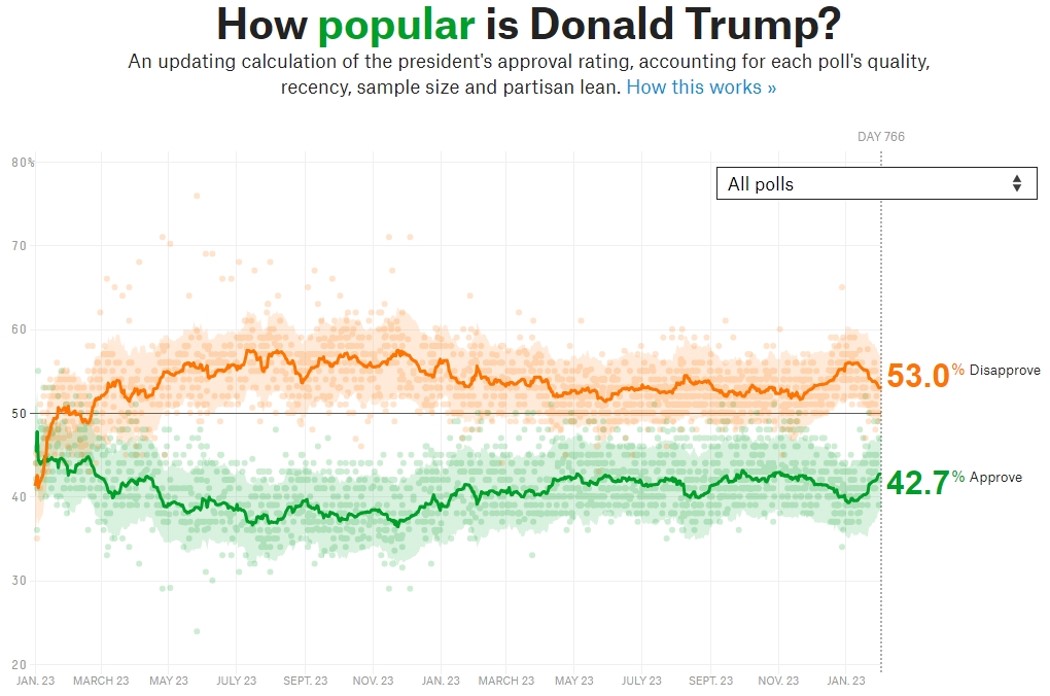 How popular is Donald Trump?
An updating calculation of the president's approval rating, accounting for each poll's quality,
recency, sample size and partisan lean. How this works »
DAY 766
80%
All polls
70
60
53.0% Disapprove
50
42.7% Approve
40
30
20
JAN. 23 MARCH 23 MAY 23 JULY 23 SEPT. 23 NOV. 23 JAN. 23 MARCH 23 MAY 23 JULY 23 SEPT. 23 NOV. 23 JAN. 23